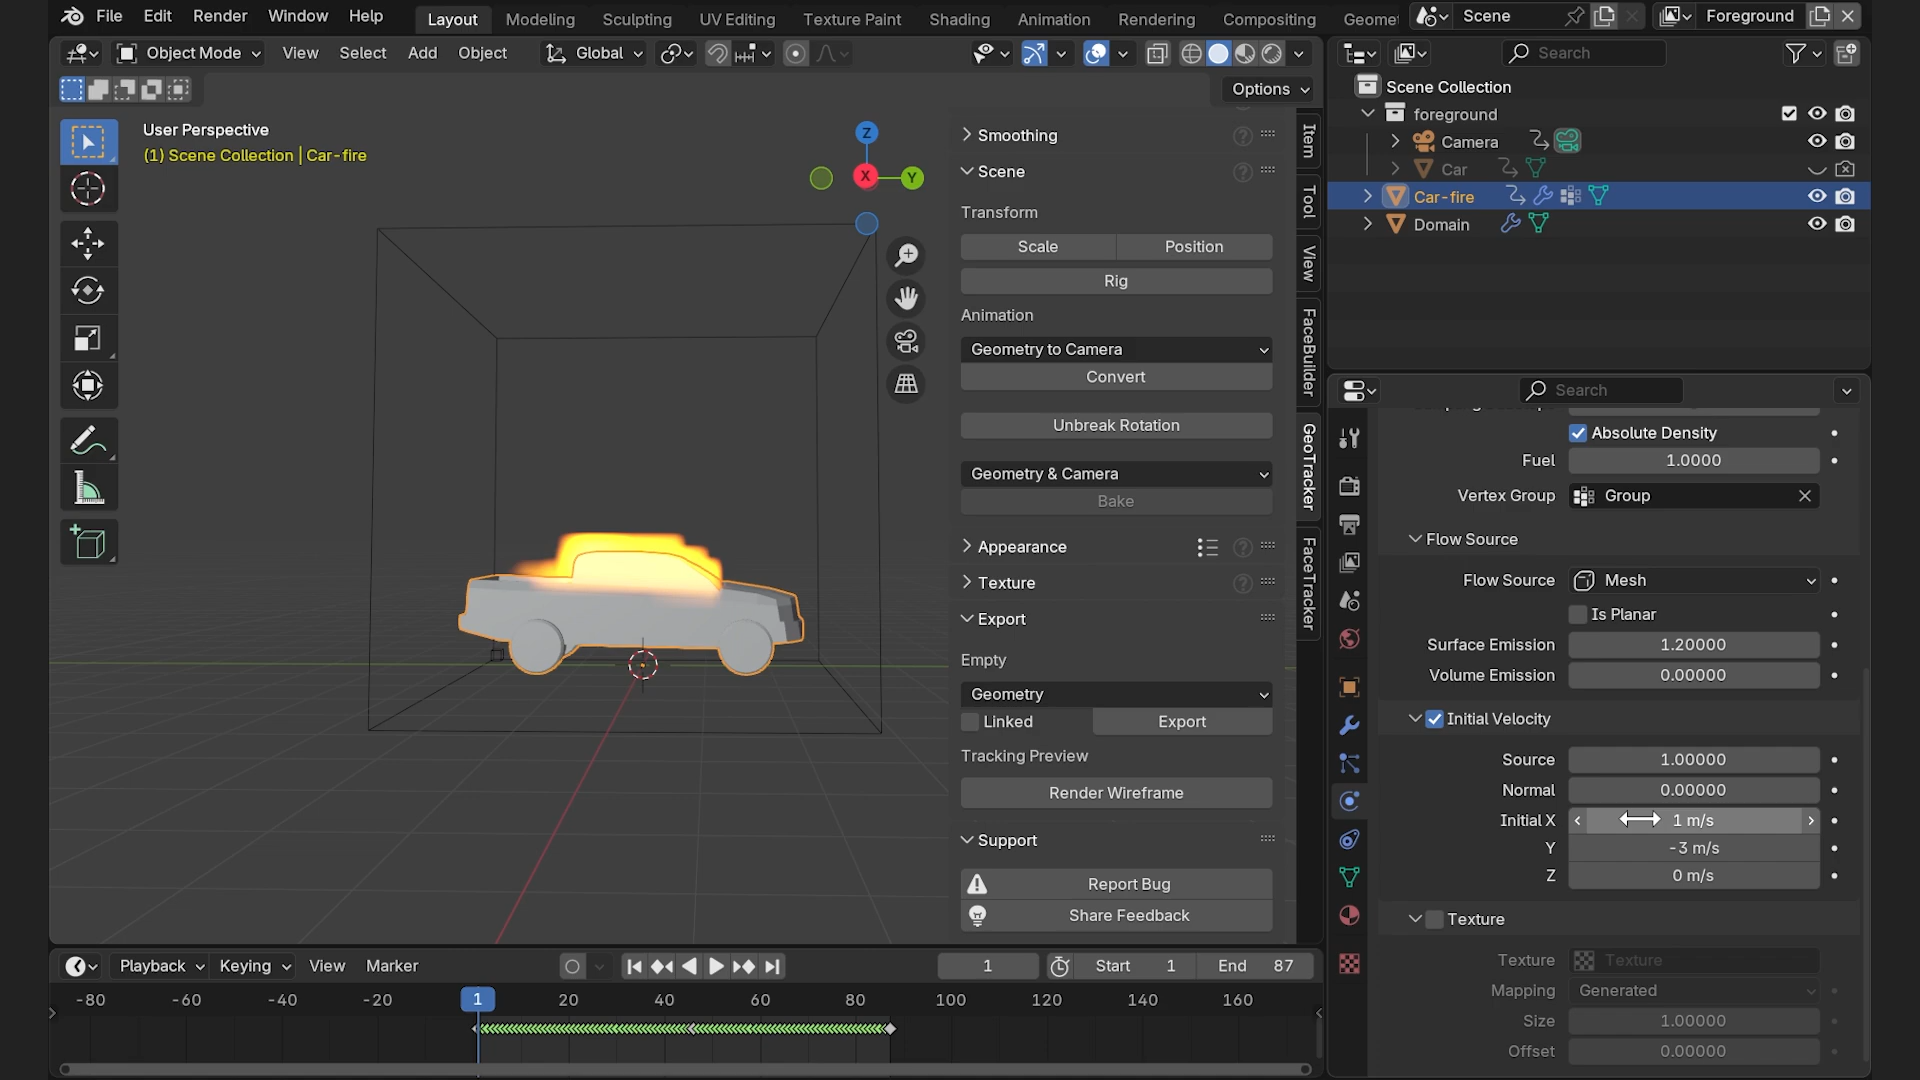 File Edit Render Window Help Layout Modeling Sculpting UV Editing Texture Paint Shading Animation Rendering Compositing Geomet Scene Foreground
Object Mode View Select Add Object Global
Options
User Perspective
(1) Scene Collection | Car-fire
Z
X
Y
Smoothing
Scene
Transform
Scale Position
Rig
Animation
Geometry to Camera
Convert
Unbreak Rotation
Geometry & Camera
Bake
Appearance
Texture
Export
Empty
Geometry
Linked Export
Tracking Preview
Render Wireframe
Support
Report Bug
Share Feedback
Item
Tool
View
FaceBuilder
GeoTracker
FaceTracker
Search
Scene Collection
foreground
Camera
Car
Car-fire
Domain
Search
Absolute Density
Fuel 1.0000
Vertex Group Group
Flow Source
Flow Source Mesh
Is Planar
Surface Emission 1.20000
Volume Emission 0.00000
Initial Velocity
Source 1.00000
Normal 0.00000
Initial X 1 m/s
Y -3 m/s
Z 0 m/s
Texture
Texture Texture
Mapping Generated
Size 1.00000
Offset 0.00000
Playback Keying View Marker 1 Start 1 End 87
-80 -60 -40 -20 1 20 40 60 80 100 120 140 160